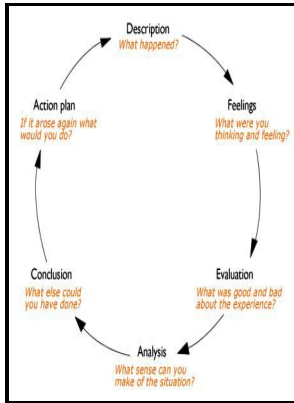 Description
What happened?
Feelings
What were you
thinking and feeling?
Evaluation
What was good and bad
about the experience?
Analysis
What sense can you
make of the situation?
Conclusion
What else could
you have done?
Action plan
If it arose again what
would you do?